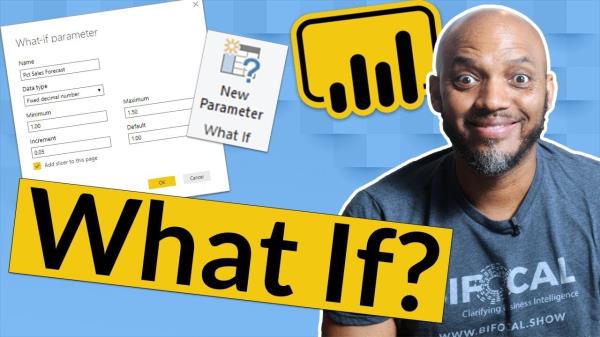 What-if parameter
×
Name
Pct Sales Forecast
Data type
Fixed decimal number
Minimum
Maximum
1.00
1.50
Increment
Default
0.05
1.00
Add slicer to this page
OK
Cancel
New
Parameter
What If
What If?
BIFOCAL
Clarifying Business Intelligence
WWW.BIFOCAL.SHOW